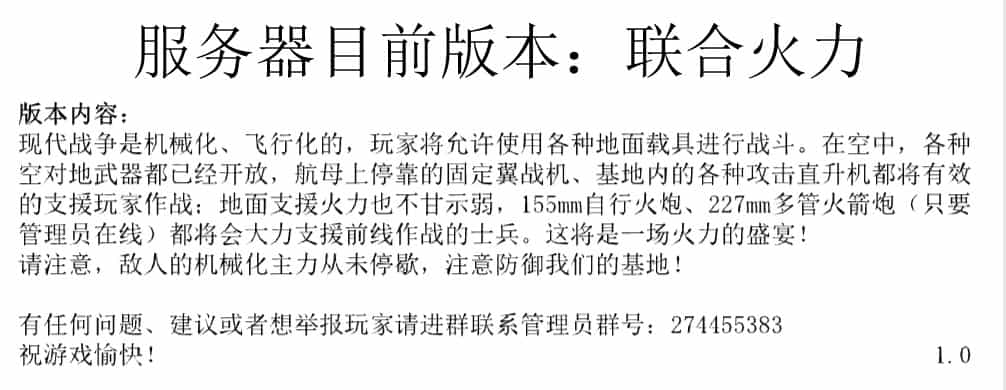 服务器目前版本：联合火力
版本内容：
现代战争是机械化、飞行化的，玩家将允许使用各种地面载具进行战斗。在空中，各种
空对地武器都已经开放，航母上停靠的固定翼战机、基地内的各种攻击直升机都将有效
的支援玩家作战；地面支援火力也不甘示弱，155mm自行火炮、227mm多管火箭炮（只要
管理员在线）都将会大力支援前线作战的士兵。这将是一场火力的盛宴！
请注意，敌人的机械化主力从未停歇，注意防御我们的基地！
有任何问题、建议或者想举报玩家请进群联系管理员群号：274455383
祝游戏愉快！ 1.0